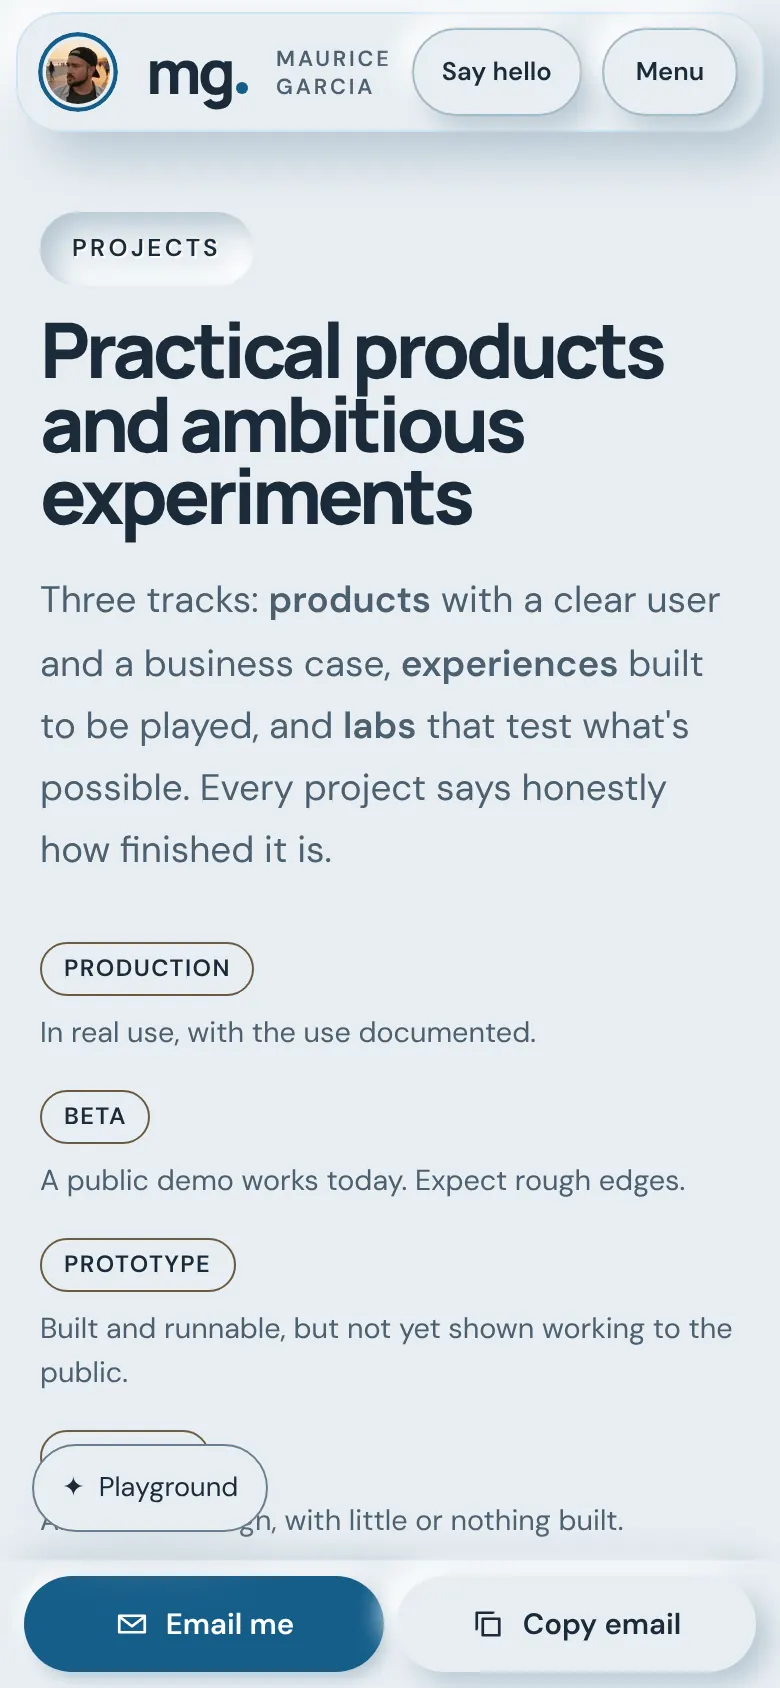 mg.
MAURICE
GARCIA
Say hello
Menu
PROJECTS
Practical products
and ambitious
experiments
Three tracks: products with a clear user
and a business case, experiences built
to be played, and labs that test what's
possible. Every project says honestly
how finished it is.
PRODUCTION
In real use, with the use documented.
BETA
A public demo works today. Expect rough edges.
PROTOTYPE
Built and runnable, but not yet shown working to the
public.
✦ Playground
with little or nothing built.
Email me
Copy email